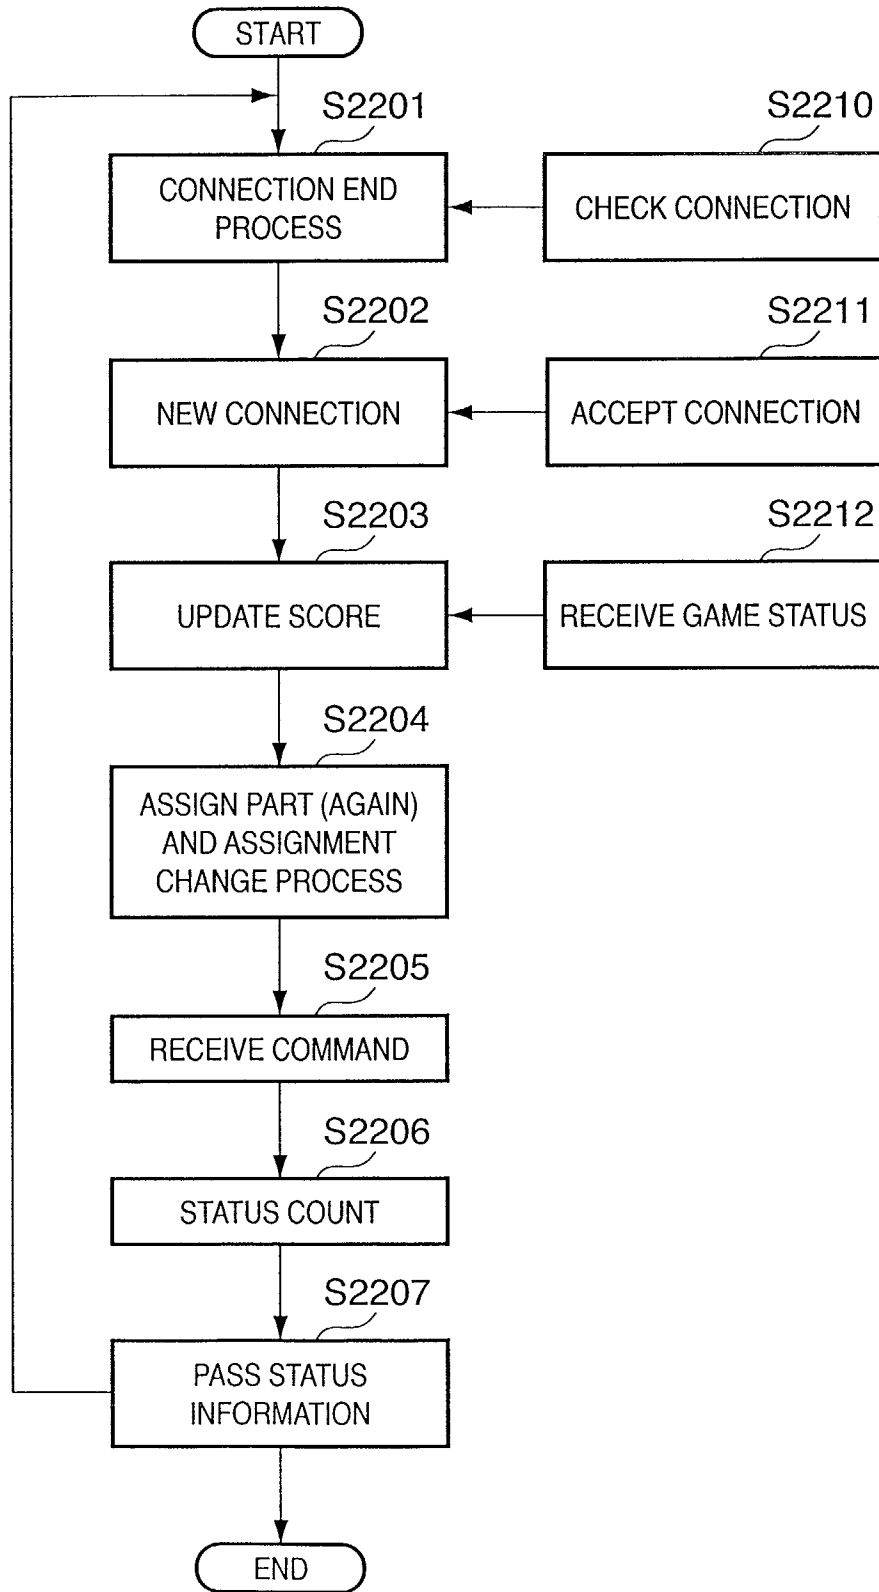 START
S2201
S2210
CONNECTION END
PROCESS
CHECK CONNECTION
S2202
S2211
NEW CONNECTION
ACCEPT CONNECTION
S2203
S2212
UPDATE SCORE
RECEIVE GAME STATUS
S2204
ASSIGN PART (AGAIN)
AND ASSIGNMENT
CHANGE PROCESS
S2205
RECEIVE COMMAND
S2206
STATUS COUNT
S2207
PASS STATUS
INFORMATION
END